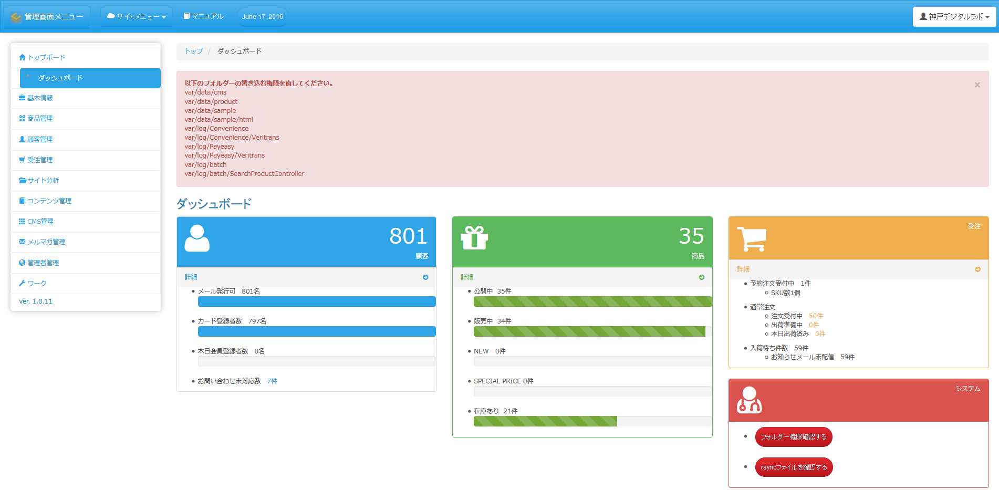 管理画面メニュー
サイトメニュー
マニュアル
June 17, 2016
神戸デジタルラボ
トップボード
ダッシュボード
基本情報
商品管理
顧客管理
受注管理
サイト分析
コンテンツ管理
CMS管理
メルマガ管理
管理者管理
ワーク
ver. 1.0.11
トップ / ダッシュボード
以下のフォルダーの書き込む権限を直してください。
×
var/data/cms
var/data/product
var/data/sample
var/data/sample/html
var/log/Convenience
var/log/Convenience/Veritrans
var/log/Payeasy
var/log/Payeasy/Veritrans
var/log/batch
var/log/batch/SearchProductController
ダッシュボード
801
顧客
詳細
メール発行可 801名
カード登録者数 797名
本日会員登録者数 0名
お問い合わせ未対応数 7件
35
商品
詳細
公開中 35件
販売中 34件
NEW 0件
SPECIAL PRICE 0件
在庫あり 21件
受注
詳細
予約注文受付中 1件
SKU数1個
通常注文
注文受付中 50件
出荷準備中 0件
本日出荷済み 0件
入荷待ち件数 59件
お知らせメール未配信 59件
システム
フォルダー権限確認する
rsyncファイルを確認する